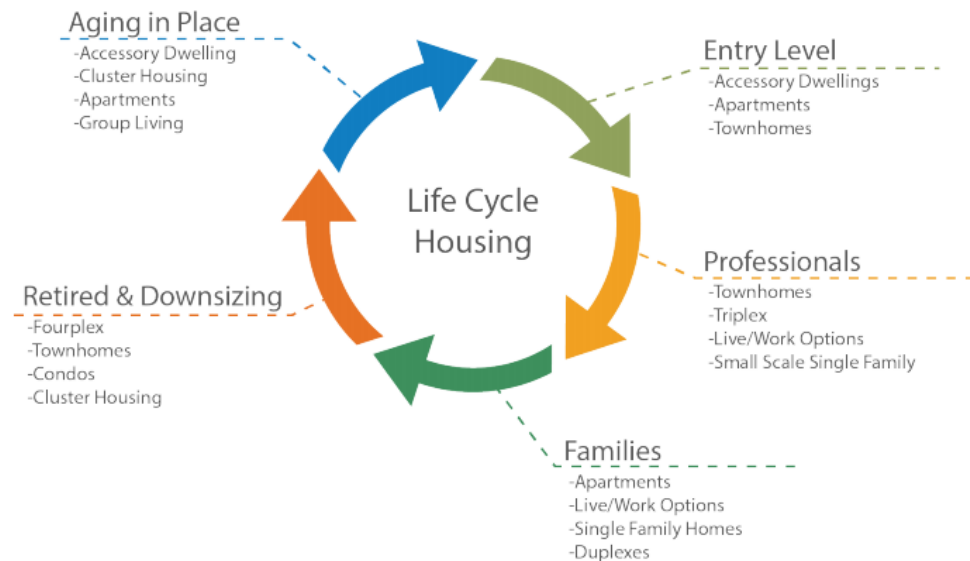 Life Cycle
Housing
Aging in Place
-Accessory Dwelling
-Cluster Housing
-Apartments
-Group Living
Entry Level
-Accessory Dwellings
-Apartments
-Townhomes
Professionals
-Townhomes
-Triplex
-Live/Work Options
-Small Scale Single Family
Families
-Apartments
-Live/Work Options
-Single Family Homes
-Duplexes
Retired & Downsizing
-Fourplex
-Townhomes
-Condos
-Cluster Housing